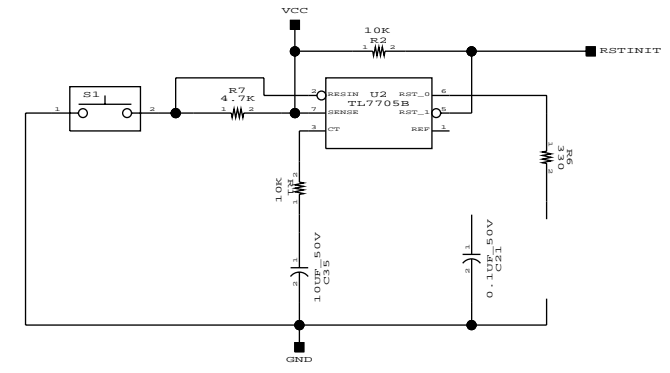 VCC
10K
1 2
R2
RSTINIT
S1
1 2
R7
4.7K
1 2
2 RESIN U2 RST_0 6
TL7705B
7 SENSE RST_1 5
3 CT REF 1
1
R6
330
2
2
R1
10K
1
1
10UF_50V
C35
2
1
0.1UF_50V
C21
2
GND